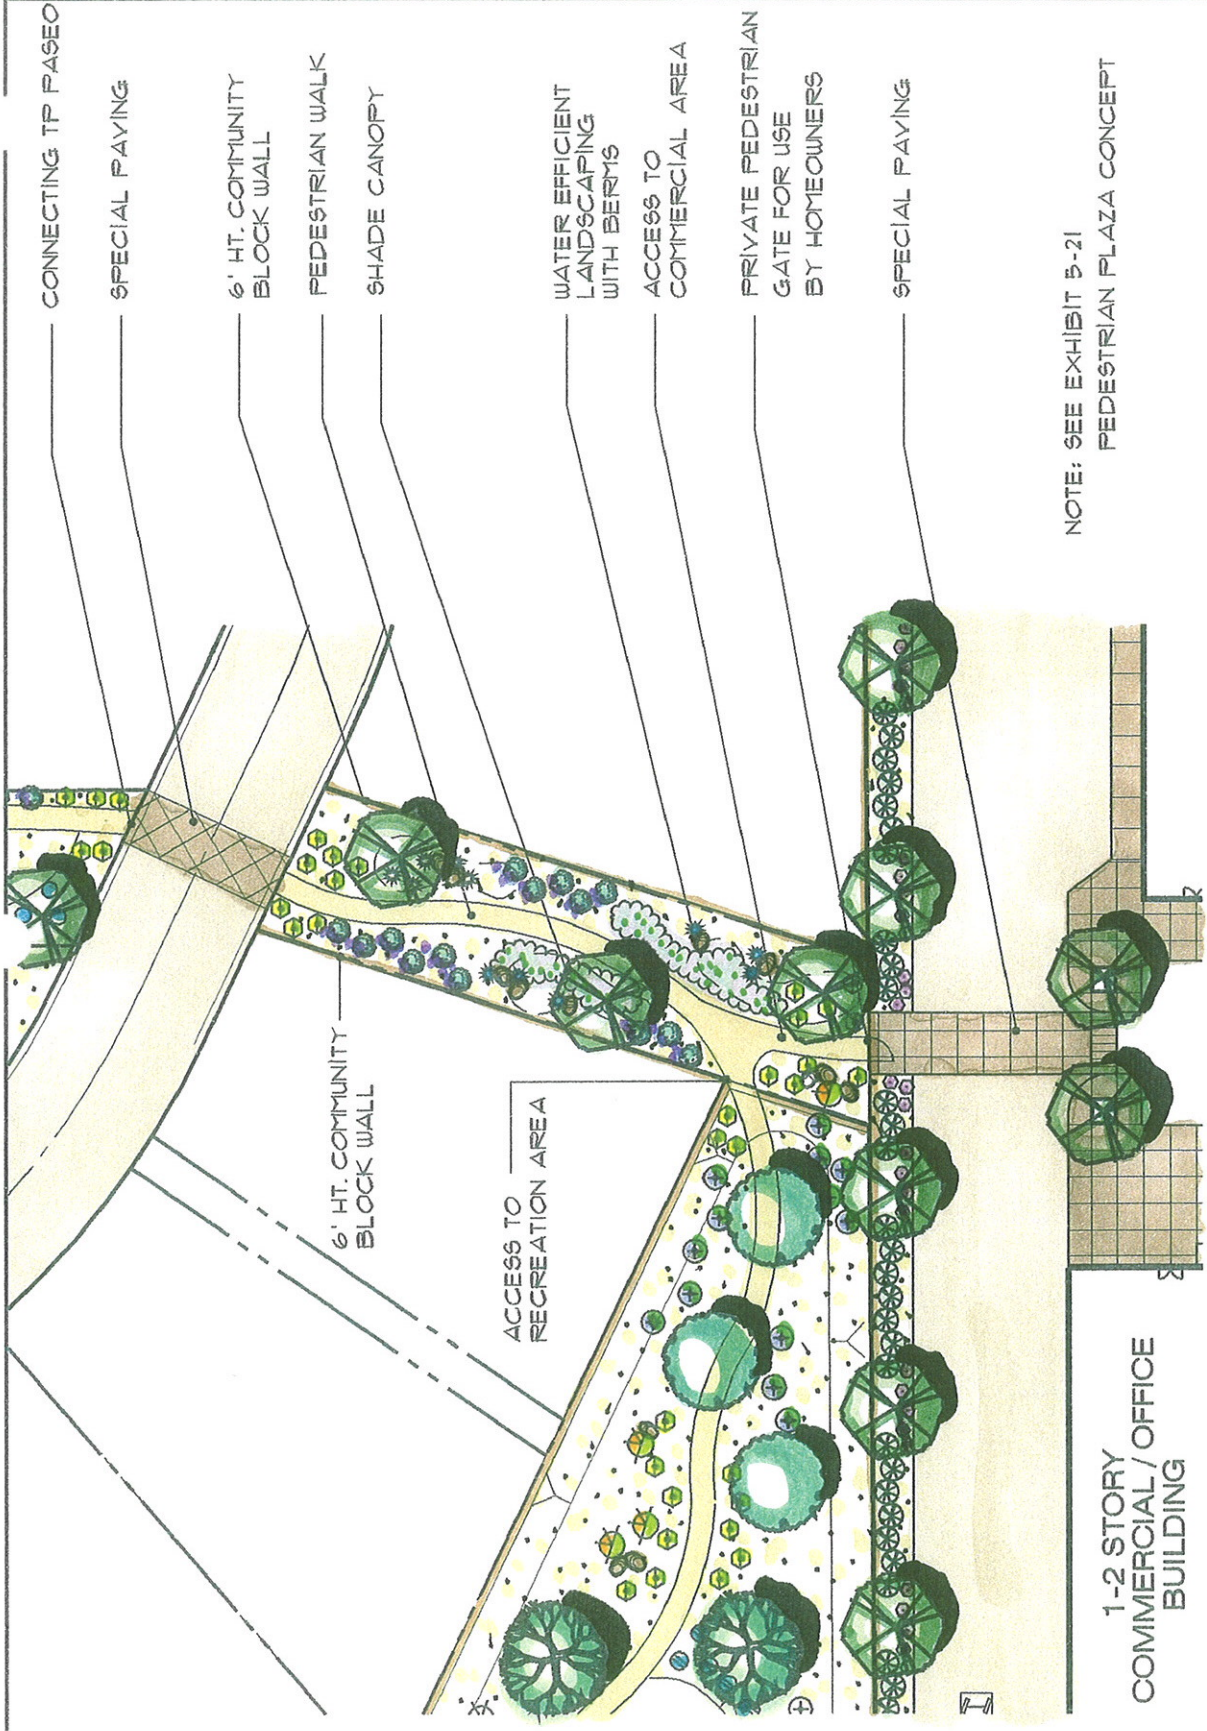 CONNECTING TP PASEO
SPECIAL PAVING
6' HT. COMMUNITY
BLOCK WALL
PEDESTRIAN WALK
SHADE CANOPY
WATER EFFICIENT
LANDSCAPING
WITH BERMS
ACCESS TO
COMMERCIAL AREA
PRIVATE PEDESTRIAN
GATE FOR USE
BY HOMEOWNERS
SPECIAL PAVING
NOTE: SEE EXHIBIT 5-21
PEDESTRIAN PLAZA CONCEPT
6' HT. COMMUNITY
BLOCK WALL
ACCESS TO
RECREATION AREA
1-2 STORY
COMMERCIAL / OFFICE
BUILDING